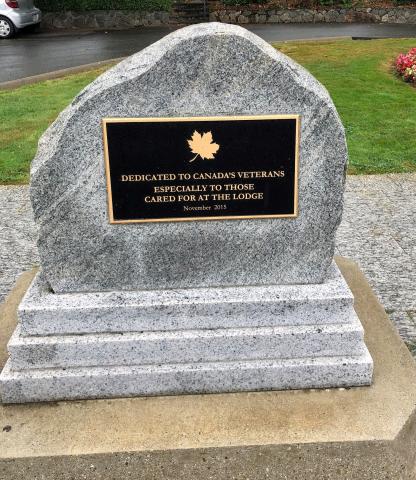 DEDICATED TO CANADA'S VETERANS
ESPECIALLY TO THOSE
CARED FOR AT THE LODGE
November 2015